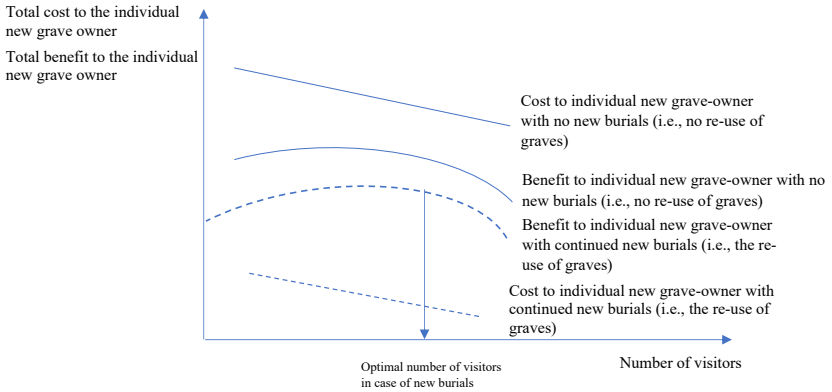 Total cost to the individual
new grave owner
Total benefit to the individual
new grave owner
Cost to individual new grave-owner
with no new burials (i.e., no re-use of
graves)
Benefit to individual new grave-owner with no
new burials (i.e., no re-use of graves)
Benefit to individual new grave-owner
with continued new burials (i.e., the re-
use of graves)
Cost to individual new grave-owner with
continued new burials (i.e., the re-use of
graves)
Optimal number of visitors
in case of new burials
Number of visitors